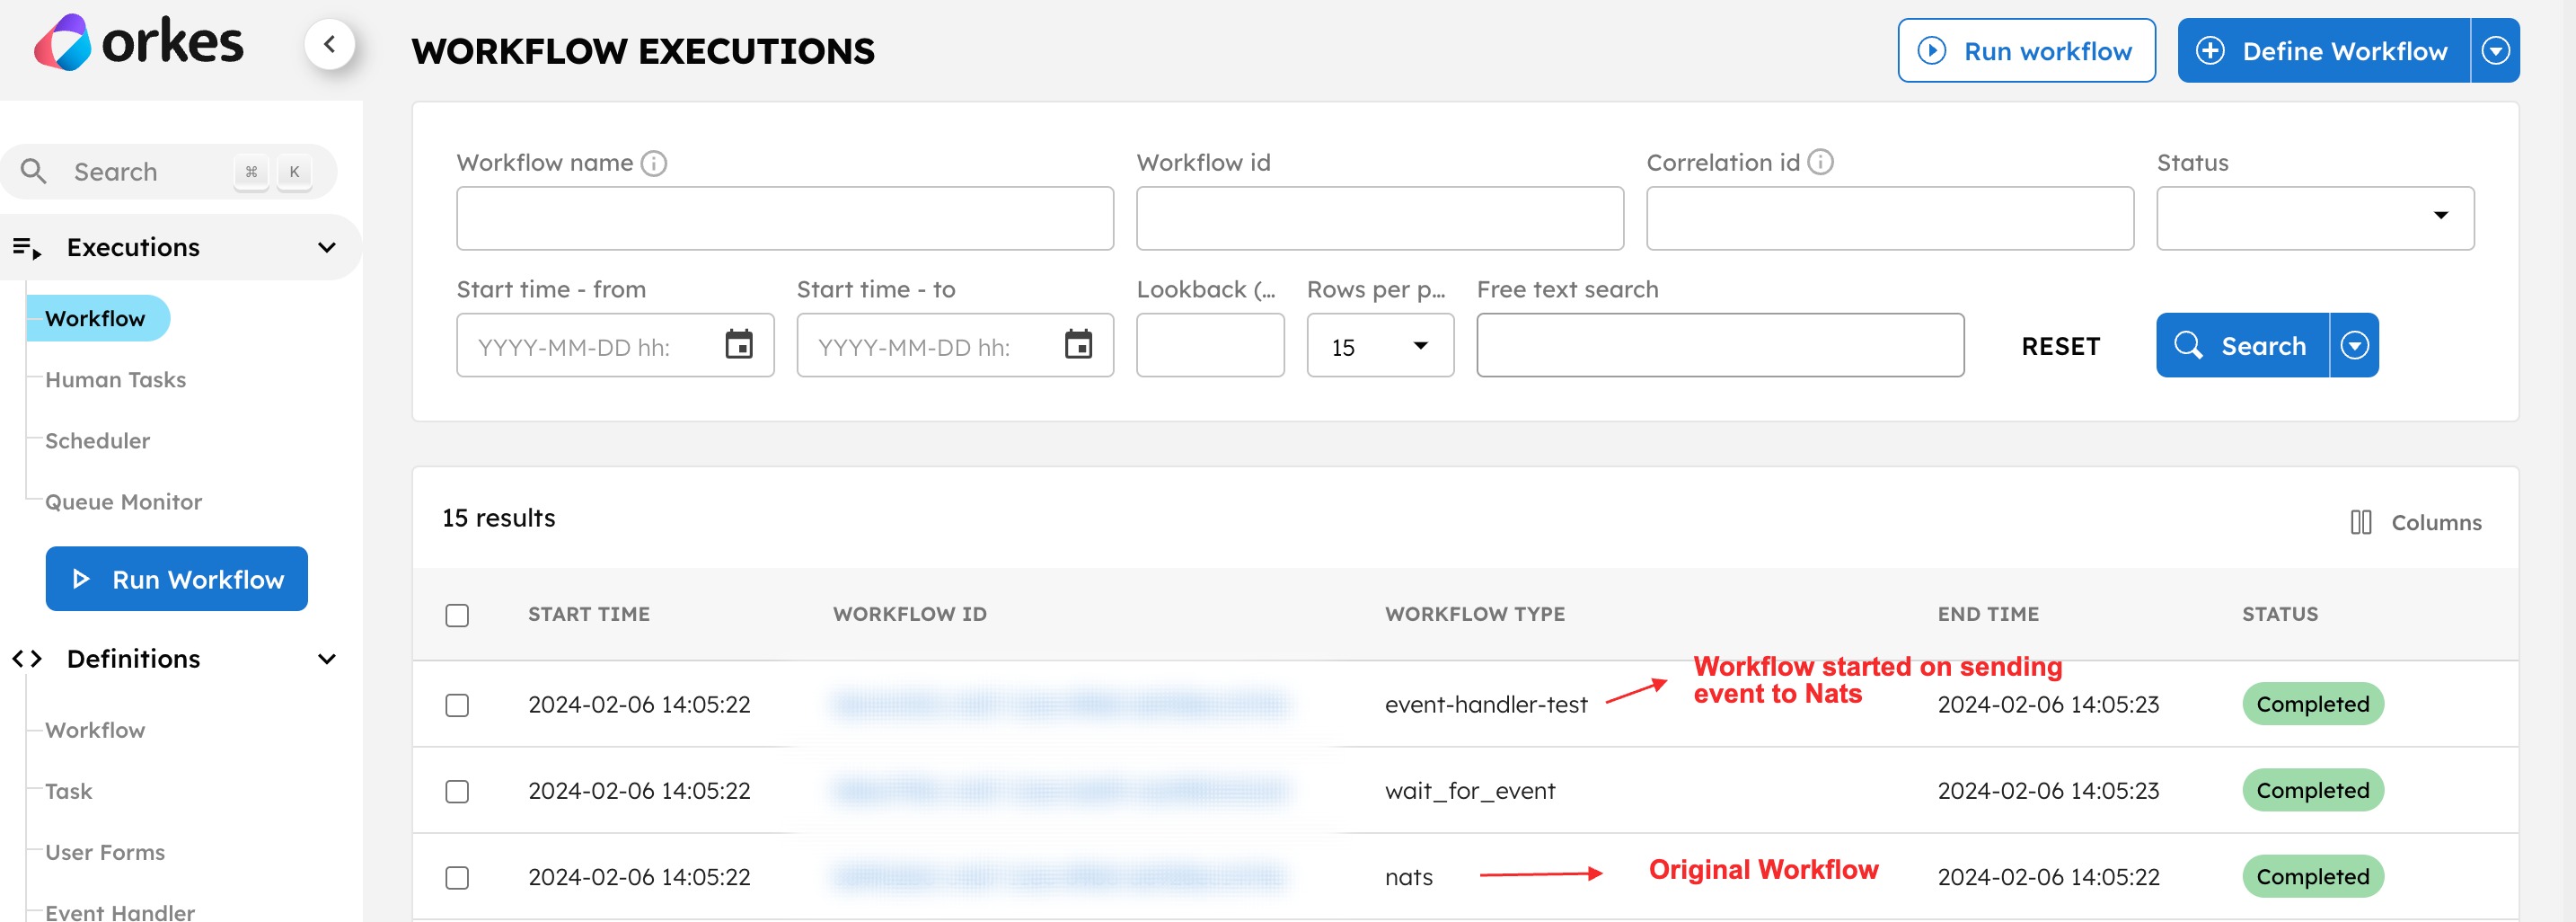 orkes
WORKFLOW EXECUTIONS
Run workflow
Define Workflow
Search
⌘
K
Executions
Workflow
Human Tasks
Scheduler
Queue Monitor
Run Workflow
Definitions
Workflow
Task
User Forms
Event Handler
Workflow name
Workflow id
Correlation id
Status
Start time - from
Start time - to
Lookback (...
Rows per p...
Free text search
YYYY-MM-DD hh:
YYYY-MM-DD hh:
15
RESET
Search
15 results
Columns
START TIME WORKFLOW ID WORKFLOW TYPE END TIME STATUS
Workflow started on sending
event to Nats
2024-02-06 14:05:22 event-handler-test 2024-02-06 14:05:23 Completed
2024-02-06 14:05:22 wait_for_event 2024-02-06 14:05:23 Completed
2024-02-06 14:05:22 nats Original Workflow 2024-02-06 14:05:22 Completed